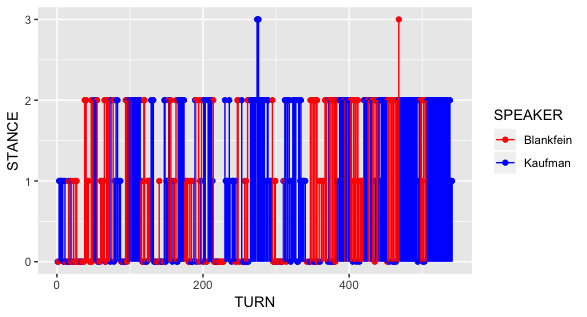 3
2
1
0
STANCE
0
200
400
TURN
SPEAKER
Blankfein
Kaufman